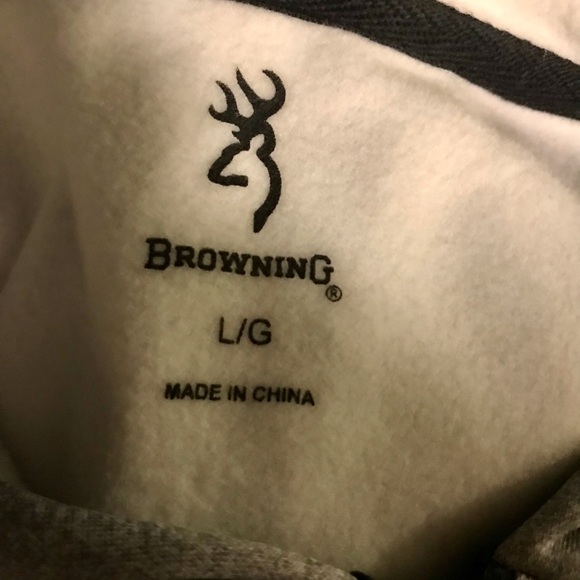 BROWNING
®
L/G
MADE IN CHINA